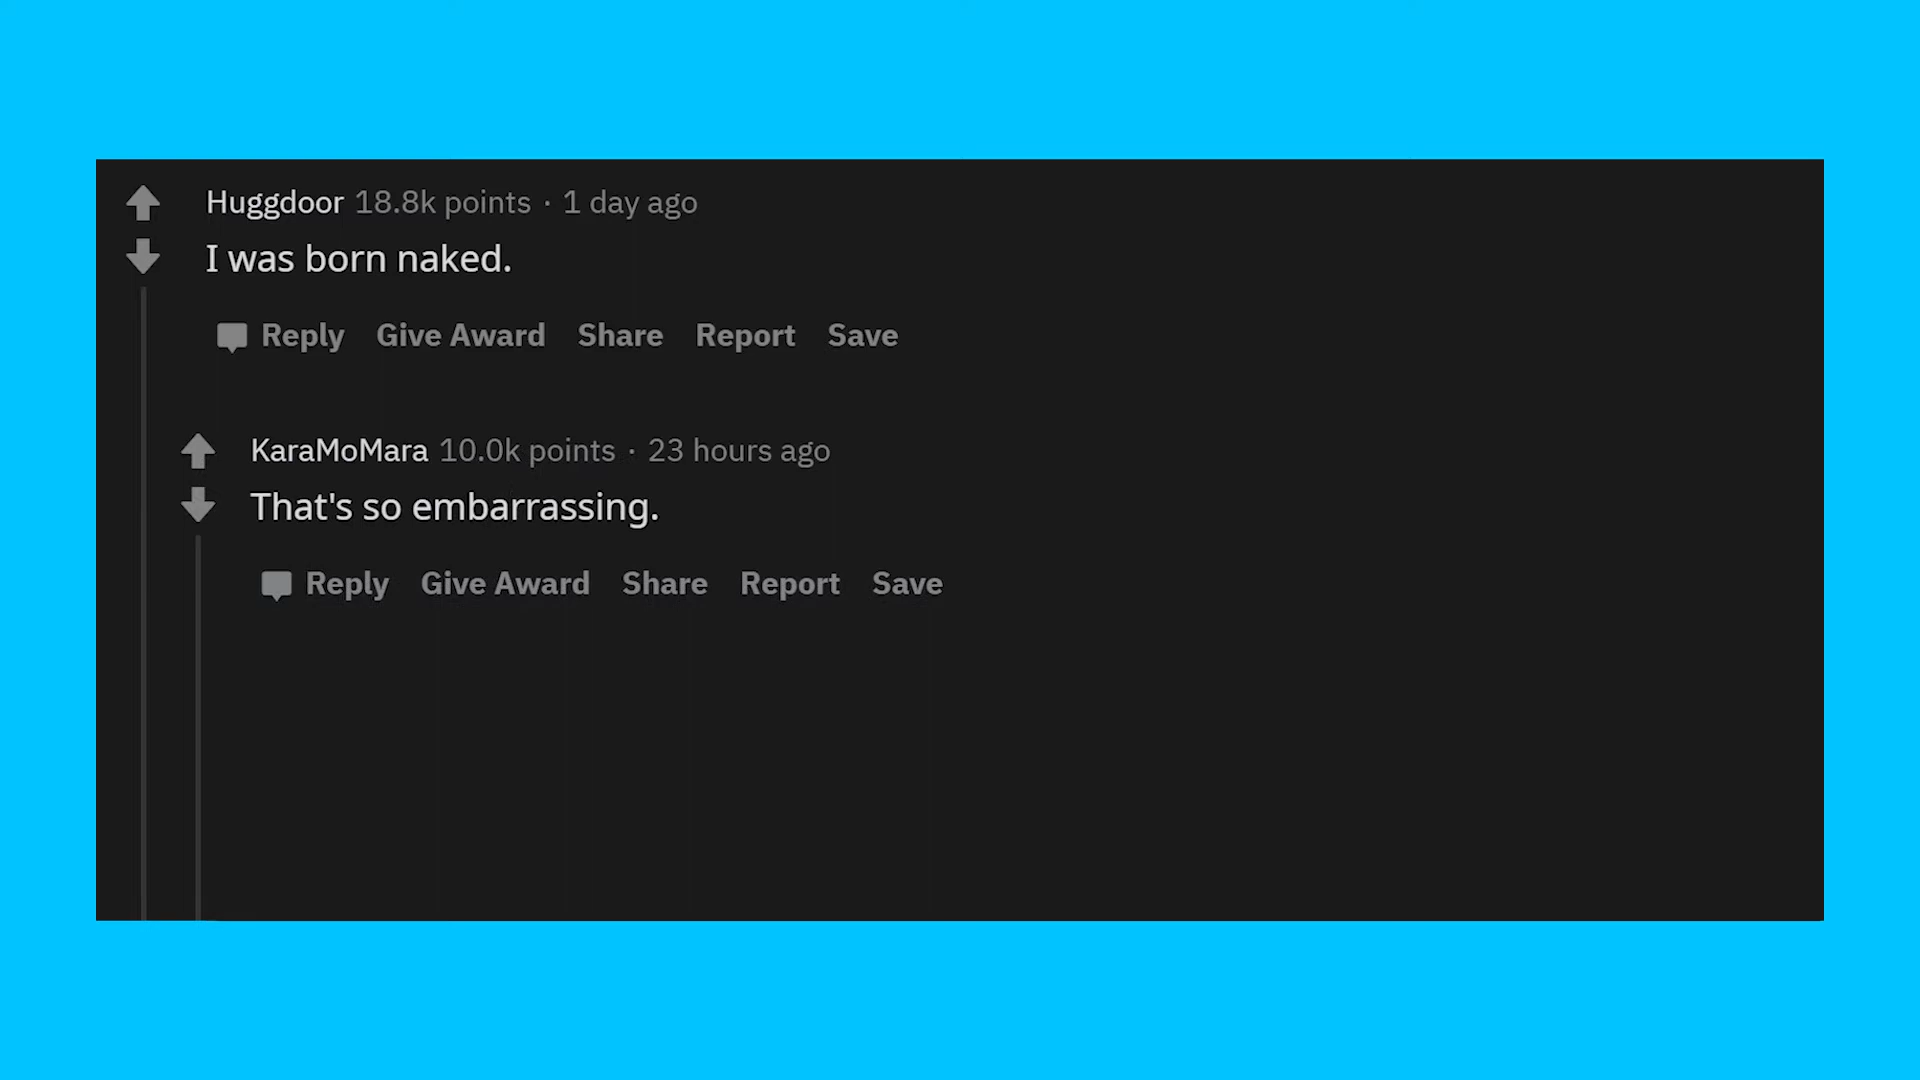 Huggdoor 18.8k points · 1 day ago
I was born naked.
Reply Give Award Share Report Save
KaraMoMara 10.0k points · 23 hours ago
That's so embarrassing.
Reply Give Award Share Report Save